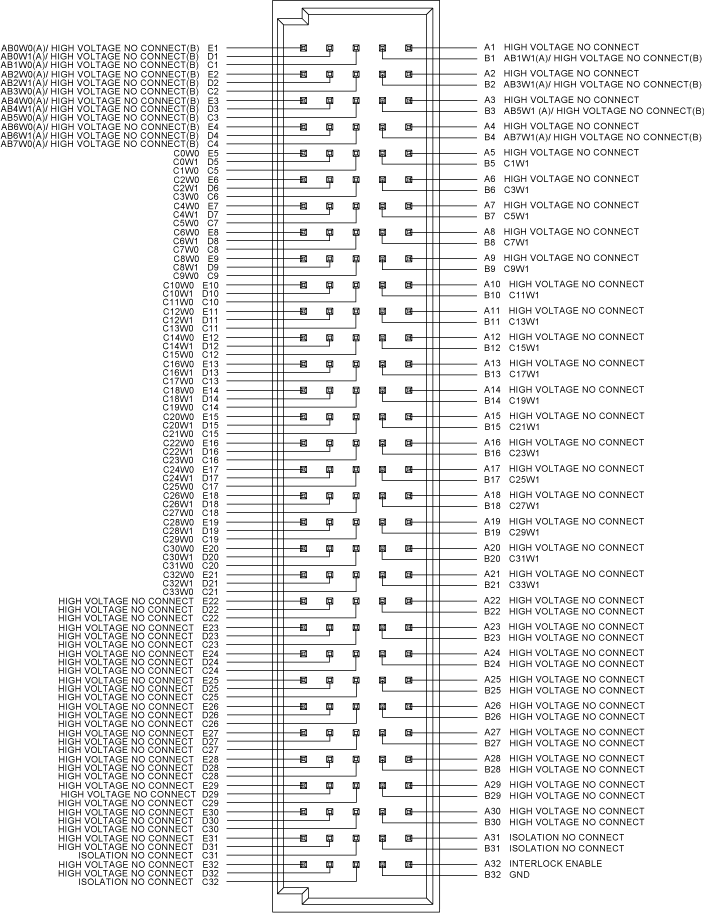 AB0W0(A)/ HIGH VOLTAGE NO CONNECT(B) E1
AB0W1(A)/ HIGH VOLTAGE NO CONNECT(B) D1
AB1W0(A)/ HIGH VOLTAGE NO CONNECT(B) C1
AB2W0(A)/ HIGH VOLTAGE NO CONNECT(B) E2
AB2W1(A)/ HIGH VOLTAGE NO CONNECT(B) D2
AB3W0(A)/ HIGH VOLTAGE NO CONNECT(B) C2
AB4W0(A)/ HIGH VOLTAGE NO CONNECT(B) E3
AB4W1(A)/ HIGH VOLTAGE NO CONNECT(B) D3
AB5W0(A)/ HIGH VOLTAGE NO CONNECT(B) C3
AB6W0(A)/ HIGH VOLTAGE NO CONNECT(B) E4
AB6W1(A)/ HIGH VOLTAGE NO CONNECT(B) D4
AB7W0(A)/ HIGH VOLTAGE NO CONNECT(B) C4
C0W0 E5
C0W1 D5
C1W0 C5
C2W0 E6
C2W1 D6
C3W0 C6
C4W0 E7
C4W1 D7
C5W0 C7
C6W0 E8
C6W1 D8
C7W0 C8
C8W0 E9
C8W1 D9
C9W0 C9
C10W0 E10
C10W1 D10
C11W0 C10
C12W0 E11
C12W1 D11
C13W0 C11
C14W0 E12
C14W1 D12
C15W0 C12
C16W0 E13
C16W1 D13
C17W0 C13
C18W0 E14
C18W1 D14
C19W0 C14
C20W0 E15
C20W1 D15
C21W0 C15
C22W0 E16
C22W1 D16
C23W0 C16
C24W0 E17
C24W1 D17
C25W0 C17
C26W0 E18
C26W1 D18
C27W0 C18
C28W0 E19
C28W1 D19
C29W0 C19
C30W0 E20
C30W1 D20
C31W0 C20
C32W0 E21
C32W1 D21
C33W0 C21
HIGH VOLTAGE NO CONNECT E22
HIGH VOLTAGE NO CONNECT D22
HIGH VOLTAGE NO CONNECT C22
HIGH VOLTAGE NO CONNECT E23
HIGH VOLTAGE NO CONNECT D23
HIGH VOLTAGE NO CONNECT C23
HIGH VOLTAGE NO CONNECT E24
HIGH VOLTAGE NO CONNECT D24
HIGH VOLTAGE NO CONNECT C24
HIGH VOLTAGE NO CONNECT E25
HIGH VOLTAGE NO CONNECT D25
HIGH VOLTAGE NO CONNECT C25
HIGH VOLTAGE NO CONNECT E26
HIGH VOLTAGE NO CONNECT D26
HIGH VOLTAGE NO CONNECT C26
HIGH VOLTAGE NO CONNECT E27
HIGH VOLTAGE NO CONNECT D27
HIGH VOLTAGE NO CONNECT C27
HIGH VOLTAGE NO CONNECT E28
HIGH VOLTAGE NO CONNECT D28
HIGH VOLTAGE NO CONNECT C28
HIGH VOLTAGE NO CONNECT E29
HIGH VOLTAGE NO CONNECT D29
HIGH VOLTAGE NO CONNECT C29
HIGH VOLTAGE NO CONNECT E30
HIGH VOLTAGE NO CONNECT D30
HIGH VOLTAGE NO CONNECT C30
HIGH VOLTAGE NO CONNECT E31
HIGH VOLTAGE NO CONNECT D31
ISOLATION NO CONNECT C31
HIGH VOLTAGE NO CONNECT E32
HIGH VOLTAGE NO CONNECT D32
ISOLATION NO CONNECT C32
A1 HIGH VOLTAGE NO CONNECT
B1 AB1W1(A)/ HIGH VOLTAGE NO CONNECT(B)
A2 HIGH VOLTAGE NO CONNECT
B2 AB3W1(A)/ HIGH VOLTAGE NO CONNECT(B)
A3 HIGH VOLTAGE NO CONNECT
B3 AB5W1 (A)/ HIGH VOLTAGE NO CONNECT(B)
A4 HIGH VOLTAGE NO CONNECT
B4 AB7W1(A)/ HIGH VOLTAGE NO CONNECT(B)
A5 HIGH VOLTAGE NO CONNECT
B5 C1W1
A6 HIGH VOLTAGE NO CONNECT
B6 C3W1
A7 HIGH VOLTAGE NO CONNECT
B7 C5W1
A8 HIGH VOLTAGE NO CONNECT
B8 C7W1
A9 HIGH VOLTAGE NO CONNECT
B9 C9W1
A10 HIGH VOLTAGE NO CONNECT
B10 C11W1
A11 HIGH VOLTAGE NO CONNECT
B11 C13W1
A12 HIGH VOLTAGE NO CONNECT
B12 C15W1
A13 HIGH VOLTAGE NO CONNECT
B13 C17W1
A14 HIGH VOLTAGE NO CONNECT
B14 C19W1
A15 HIGH VOLTAGE NO CONNECT
B15 C21W1
A16 HIGH VOLTAGE NO CONNECT
B16 C23W1
A17 HIGH VOLTAGE NO CONNECT
B17 C25W1
A18 HIGH VOLTAGE NO CONNECT
B18 C27W1
A19 HIGH VOLTAGE NO CONNECT
B19 C29W1
A20 HIGH VOLTAGE NO CONNECT
B20 C31W1
A21 HIGH VOLTAGE NO CONNECT
B21 C33W1
A22 HIGH VOLTAGE NO CONNECT
B22 HIGH VOLTAGE NO CONNECT
A23 HIGH VOLTAGE NO CONNECT
B23 HIGH VOLTAGE NO CONNECT
A24 HIGH VOLTAGE NO CONNECT
B24 HIGH VOLTAGE NO CONNECT
A25 HIGH VOLTAGE NO CONNECT
B25 HIGH VOLTAGE NO CONNECT
A26 HIGH VOLTAGE NO CONNECT
B26 HIGH VOLTAGE NO CONNECT
A27 HIGH VOLTAGE NO CONNECT
B27 HIGH VOLTAGE NO CONNECT
A28 HIGH VOLTAGE NO CONNECT
B28 HIGH VOLTAGE NO CONNECT
A29 HIGH VOLTAGE NO CONNECT
B29 HIGH VOLTAGE NO CONNECT
A30 HIGH VOLTAGE NO CONNECT
B30 HIGH VOLTAGE NO CONNECT
A31 ISOLATION NO CONNECT
B31 ISOLATION NO CONNECT
A32 INTERLOCK ENABLE
B32 GND